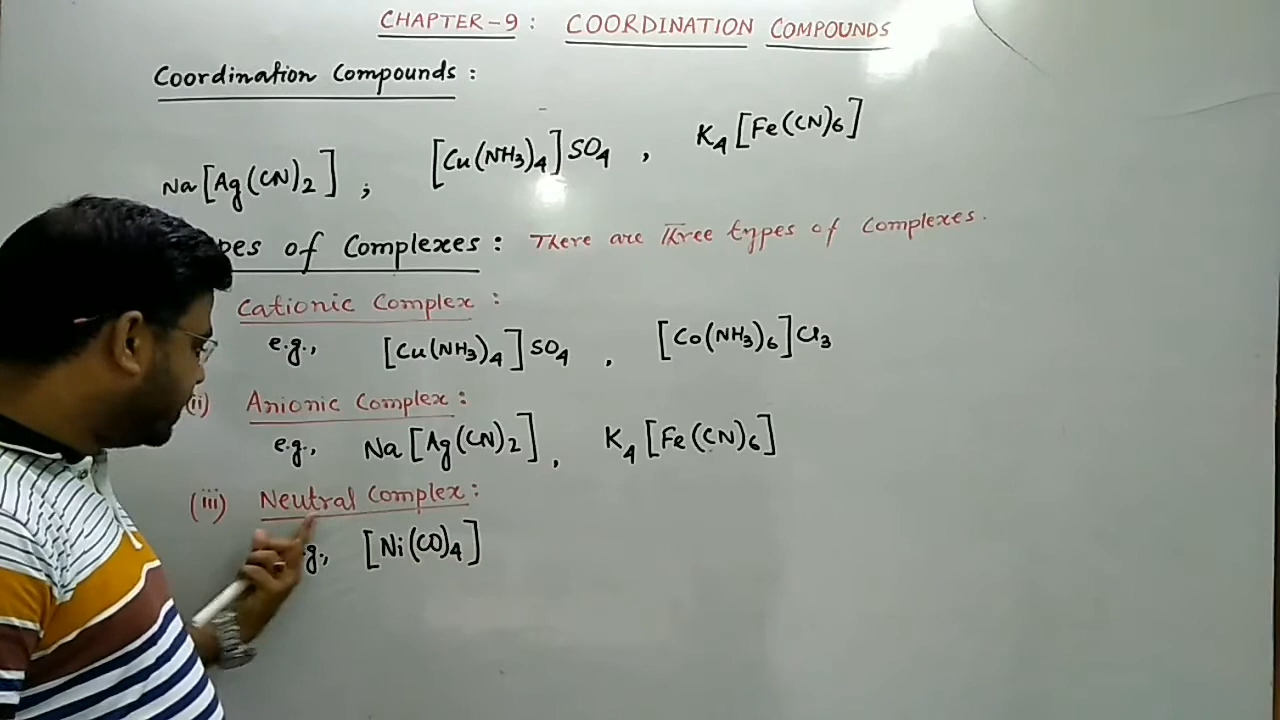 CHAPTER-9: COORDINATION COMPOUNDS
Coordination Compounds:
Na[Ag(CN)2] ; [Cu(NH3)4]SO4 , K4[Fe(CN)6]
of Complexes: There are Three types of Complexes.
Cationic Complex:
e.g., [Cu(NH3)4]SO4 , [Co(NH3)6]Cl3
(ii) Anionic Complex:
e.g., Na[Ag(CN)2] , K4[Fe(CN)6]
(iii) Neutral Complex:
[Ni(CO)4]